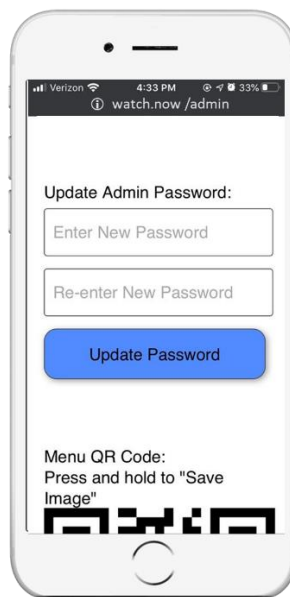 Verizon 4:33 PM 33%
watch.now /admin
Update Admin Password:
Enter New Password
Re-enter New Password
Update Password
Menu QR Code:
Press and hold to "Save
Image"